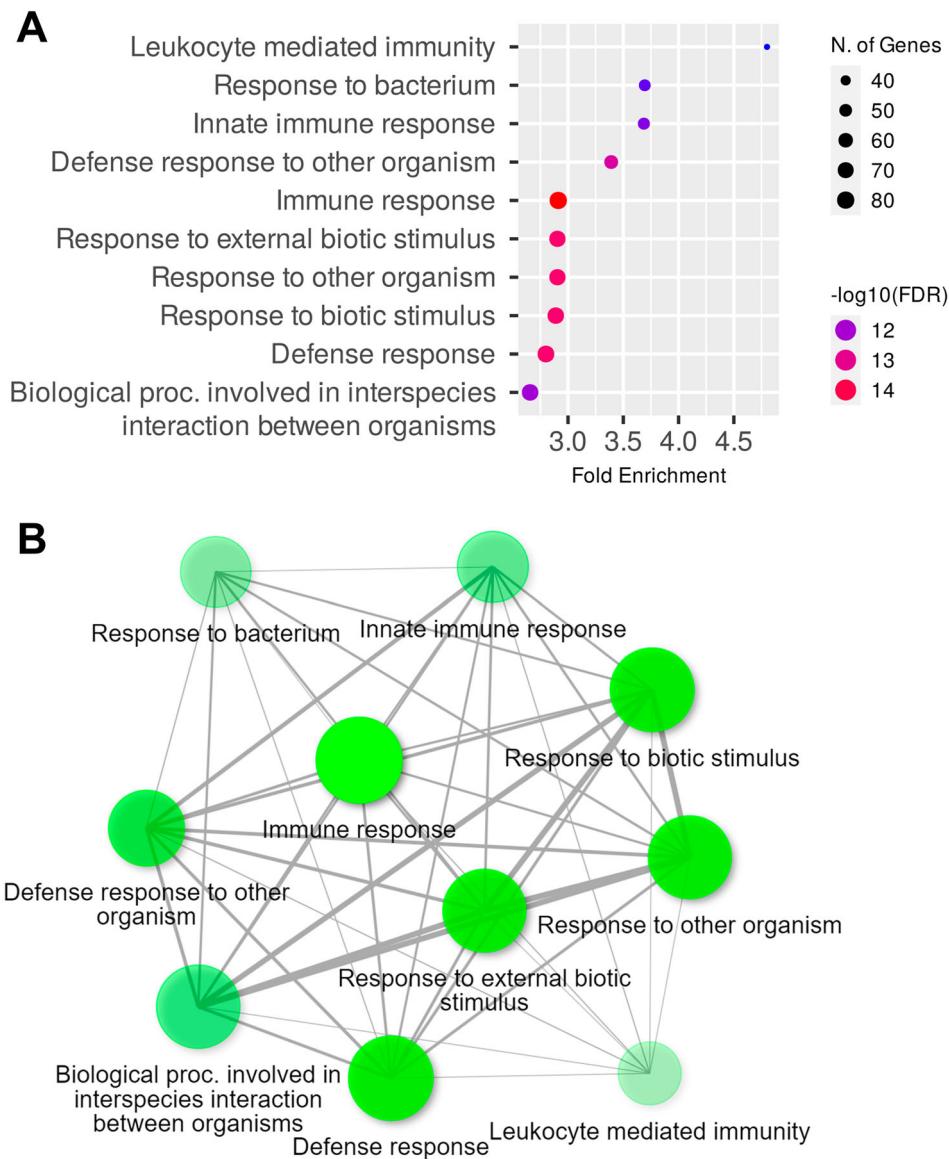 A
Leukocyte mediated immunity
Response to bacterium
Innate immune response
Defense response to other organism
Immune response
Response to external biotic stimulus
Response to other organism
Response to biotic stimulus
Defense response
Biological proc. involved in interspecies
interaction between organisms
3.0 3.5 4.0 4.5
Fold Enrichment
N. of Genes
40
50
60
70
80
-log10(FDR)
12
13
14
B
Response to bacterium
Innate immune response
Response to biotic stimulus
Immune response
Defense response to other
organism
Response to other organism
Response to external biotic
stimulus
Biological proc. involved in
interspecies interaction
between organisms
Defense response
Leukocyte mediated immunity